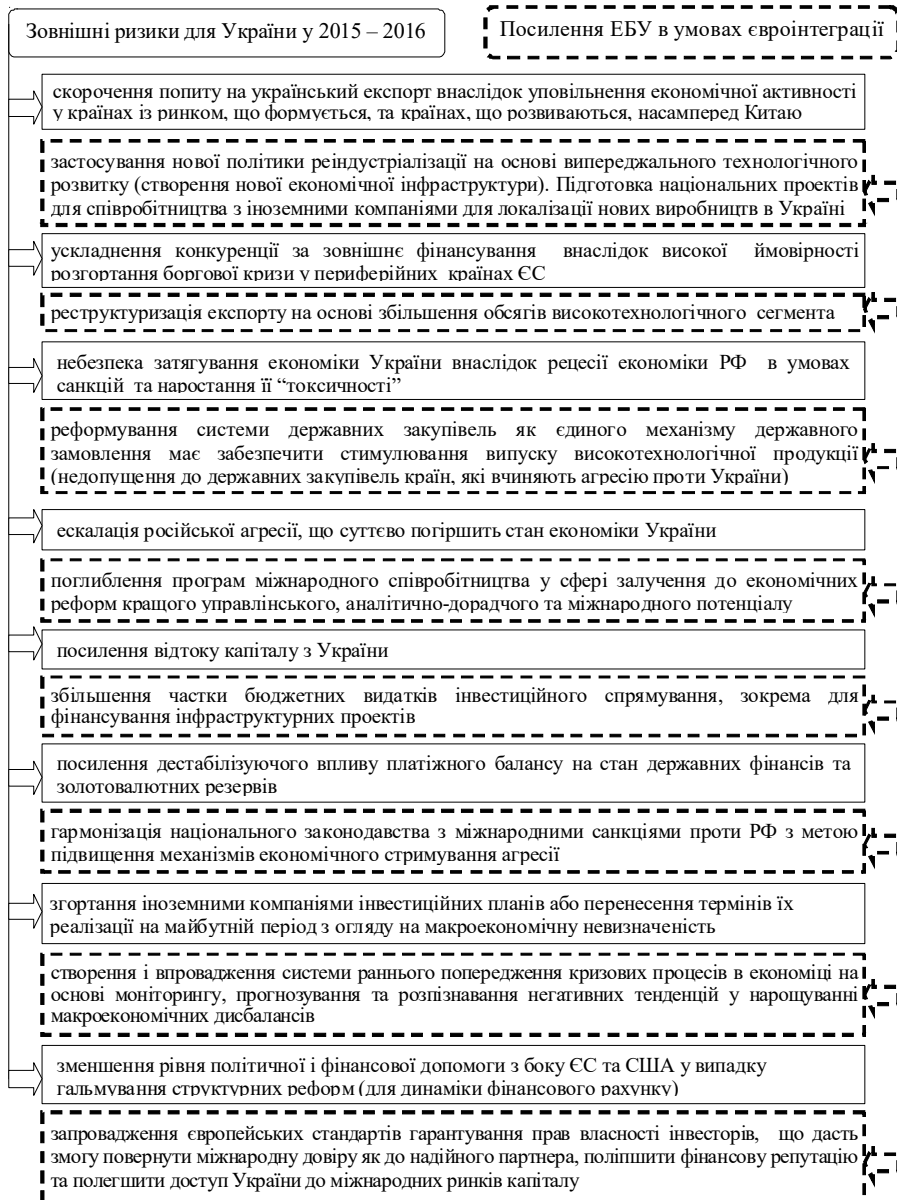 Зовнішні ризики для України у 2015 – 2016
Посилення ЕБУ в умовах євроінтеграції
скорочення попиту на український експорт внаслідок уповільнення економічної активності
у країнах із ринком, що формується, та країнах, що розвиваються, насамперед Китаю
застосування нової політики реіндустріалізації на основі випереджального технологічного
розвитку (створення нової економічної інфраструктури). Підготовка національних проектів
для співробітництва з іноземними компаніями для локалізації нових виробництв в Україні
ускладнення конкуренції за зовнішнє фінансування внаслідок високої ймовірності
розгортання боргової кризи у периферійних країнах ЄС
реструктуризація експорту на основі збільшення обсягів високотехнологічного сегмента
небезпека затягування економіки України внаслідок рецесії економіки РФ в умовах
санкцій та наростання її “токсичності”
реформування системи державних закупівель як єдиного механізму державного
замовлення має забезпечити стимулювання випуску високотехнологічної продукції
(недопущення до державних закупівель країн, які вчиняють агресію проти України)
ескалація російської агресії, що суттєво погіршить стан економіки України
поглиблення програм міжнародного співробітництва у сфері залучення до економічних
реформ кращого управлінського, аналітично-дорадчого та міжнародного потенціалу
посилення відтоку капіталу з України
збільшення частки бюджетних видатків інвестиційного спрямування, зокрема для
фінансування інфраструктурних проектів
посилення дестабілізуючого впливу платіжного балансу на стан державних фінансів та
золотовалютних резервів
гармонізація національного законодавства з міжнародними санкціями проти РФ з метою
підвищення механізмів економічного стримування агресії
згортання іноземними компаніями інвестиційних планів або перенесення термінів їх
реалізації на майбутній період з огляду на макроекономічну невизначеність
створення і впровадження системи раннього попередження кризових процесів в економіці на
основі моніторингу, прогнозування та розпізнавання негативних тенденцій у нарощуванні
макроекономічних дисбалансів
зменшення рівня політичної і фінансової допомоги з боку ЄС та США у випадку
гальмування структурних реформ (для динаміки фінансового рахунку)
запровадження європейських стандартів гарантування прав власності інвесторів, що дасть
змогу повернути міжнародну довіру як до надійного партнера, поліпшити фінансову репутацію
та полегшити доступ України до міжнародних ринків капіталу